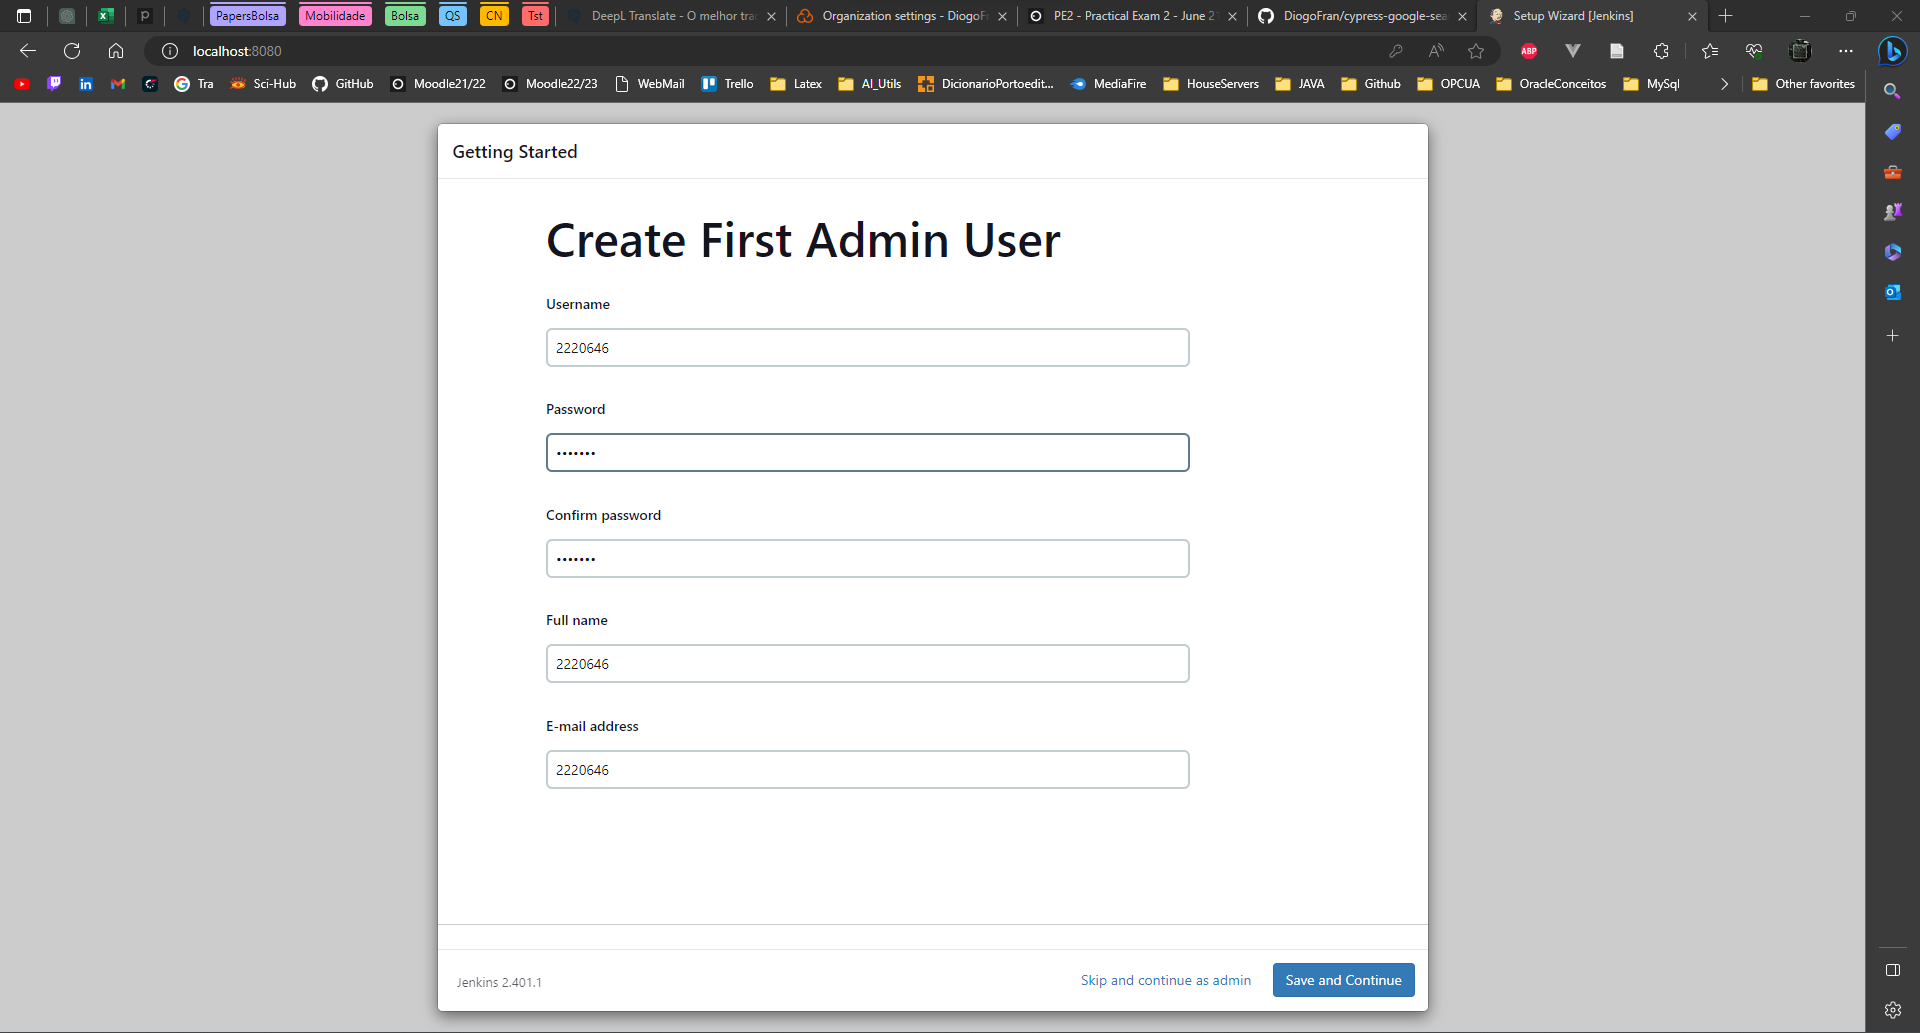 PapersBolsa Mobilidade Bolsa QS CN Tst DeepL Translate - O melhor tra Organization settings - DiogoFr PE2 - Practical Exam 2 - June 2 DiogoFran/cypress-google-sea Setup Wizard [Jenkins]
localhost:8080
Tra Sci-Hub GitHub Moodle21/22 Moodle22/23 WebMail Trello Latex AI_Utils DicionarioPortoedit... MediaFire HouseServers JAVA Github OPCUA OracleConceitos MySql Other favorites
Getting Started
Create First Admin User
Username
2220646
Password
•••••••
Confirm password
•••••••
Full name
2220646
E-mail address
2220646
Jenkins 2.401.1
Skip and continue as admin
Save and Continue